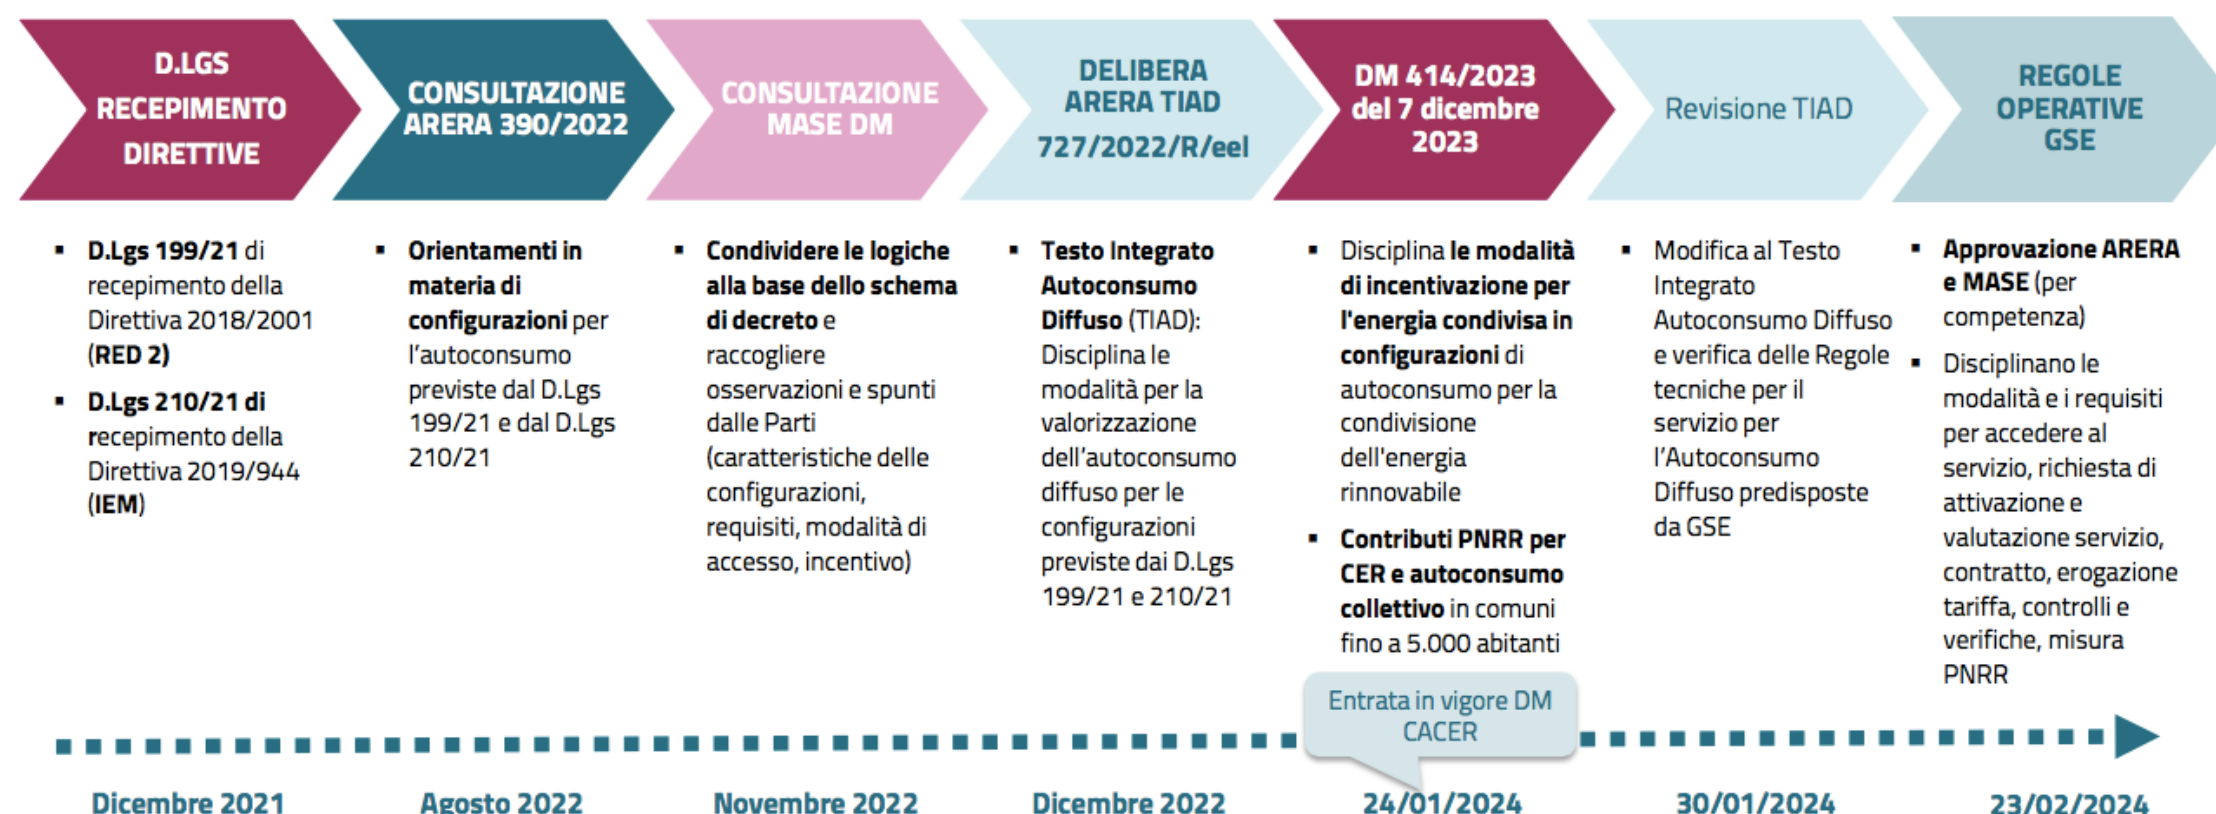 D.LGS
RECEPIMENTO
DIRETTIVE
CONSULTAZIONE
ARERA 390/2022
CONSULTAZIONE
MASE DM
DELIBERA
ARERA TIAD
727/2022/R/eel
DM 414/2023
del 7 dicembre
2023
Revisione TIAD
REGOLE
OPERATIVE
GSE
▪ D.Lgs 199/21 di
recepimento della
Direttiva 2018/2001
(RED 2)
▪ D.Lgs 210/21 di
recepimento della
Direttiva 2019/944
(IEM)
▪ Orientamenti in
materia di
configurazioni per
l'autoconsumo
previste dal D.Lgs
199/21 e dal D.Lgs
210/21
▪ Condividere le logiche
alla base dello schema
di decreto e
raccogliere
osservazioni e spunti
dalle Parti
(caratteristiche delle
configurazioni,
requisiti, modalità di
accesso, incentivo)
▪ Testo Integrato
Autoconsumo
Diffuso (TIAD):
Disciplina le
modalità per la
valorizzazione
dell'autoconsumo
diffuso per le
configurazioni
previste dai D.Lgs
199/21 e 210/21
▪ Disciplina le modalità
di incentivazione per
l'energia condivisa in
configurazioni di
autoconsumo per la
condivisione
dell'energia
rinnovabile
▪ Contributi PNRR per
CER e autoconsumo
collettivo in comuni
fino a 5.000 abitanti
▪ Modifica al Testo
Integrato
Autoconsumo Diffuso
e verifica delle Regole
tecniche per il
servizio per
l'Autoconsumo
Diffuso predisposte
da GSE
▪ Approvazione ARERA
e MASE (per
competenza)
▪ Disciplinano le
modalità e i requisiti
per accedere al
servizio, richiesta di
attivazione e
valutazione servizio,
contratto, erogazione
tariffa, controlli e
verifiche, misura
PNRR
Entrata in vigore DM
CACER
Dicembre 2021
Agosto 2022
Novembre 2022
Dicembre 2022
24/01/2024
30/01/2024
23/02/2024